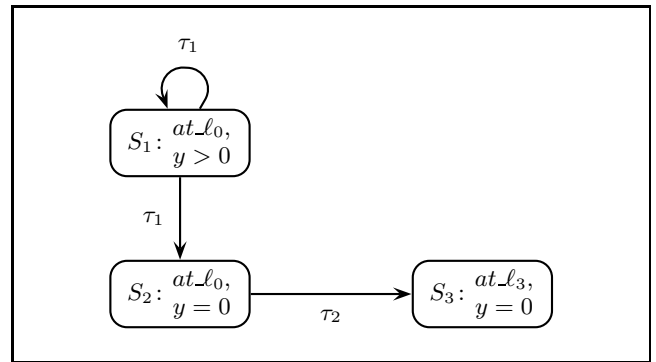 τ₁
S₁: at_ℓ₀,
y > 0
τ₁
S₂: at_ℓ₀,
y = 0
τ₂
S₃: at_ℓ₃,
y = 0